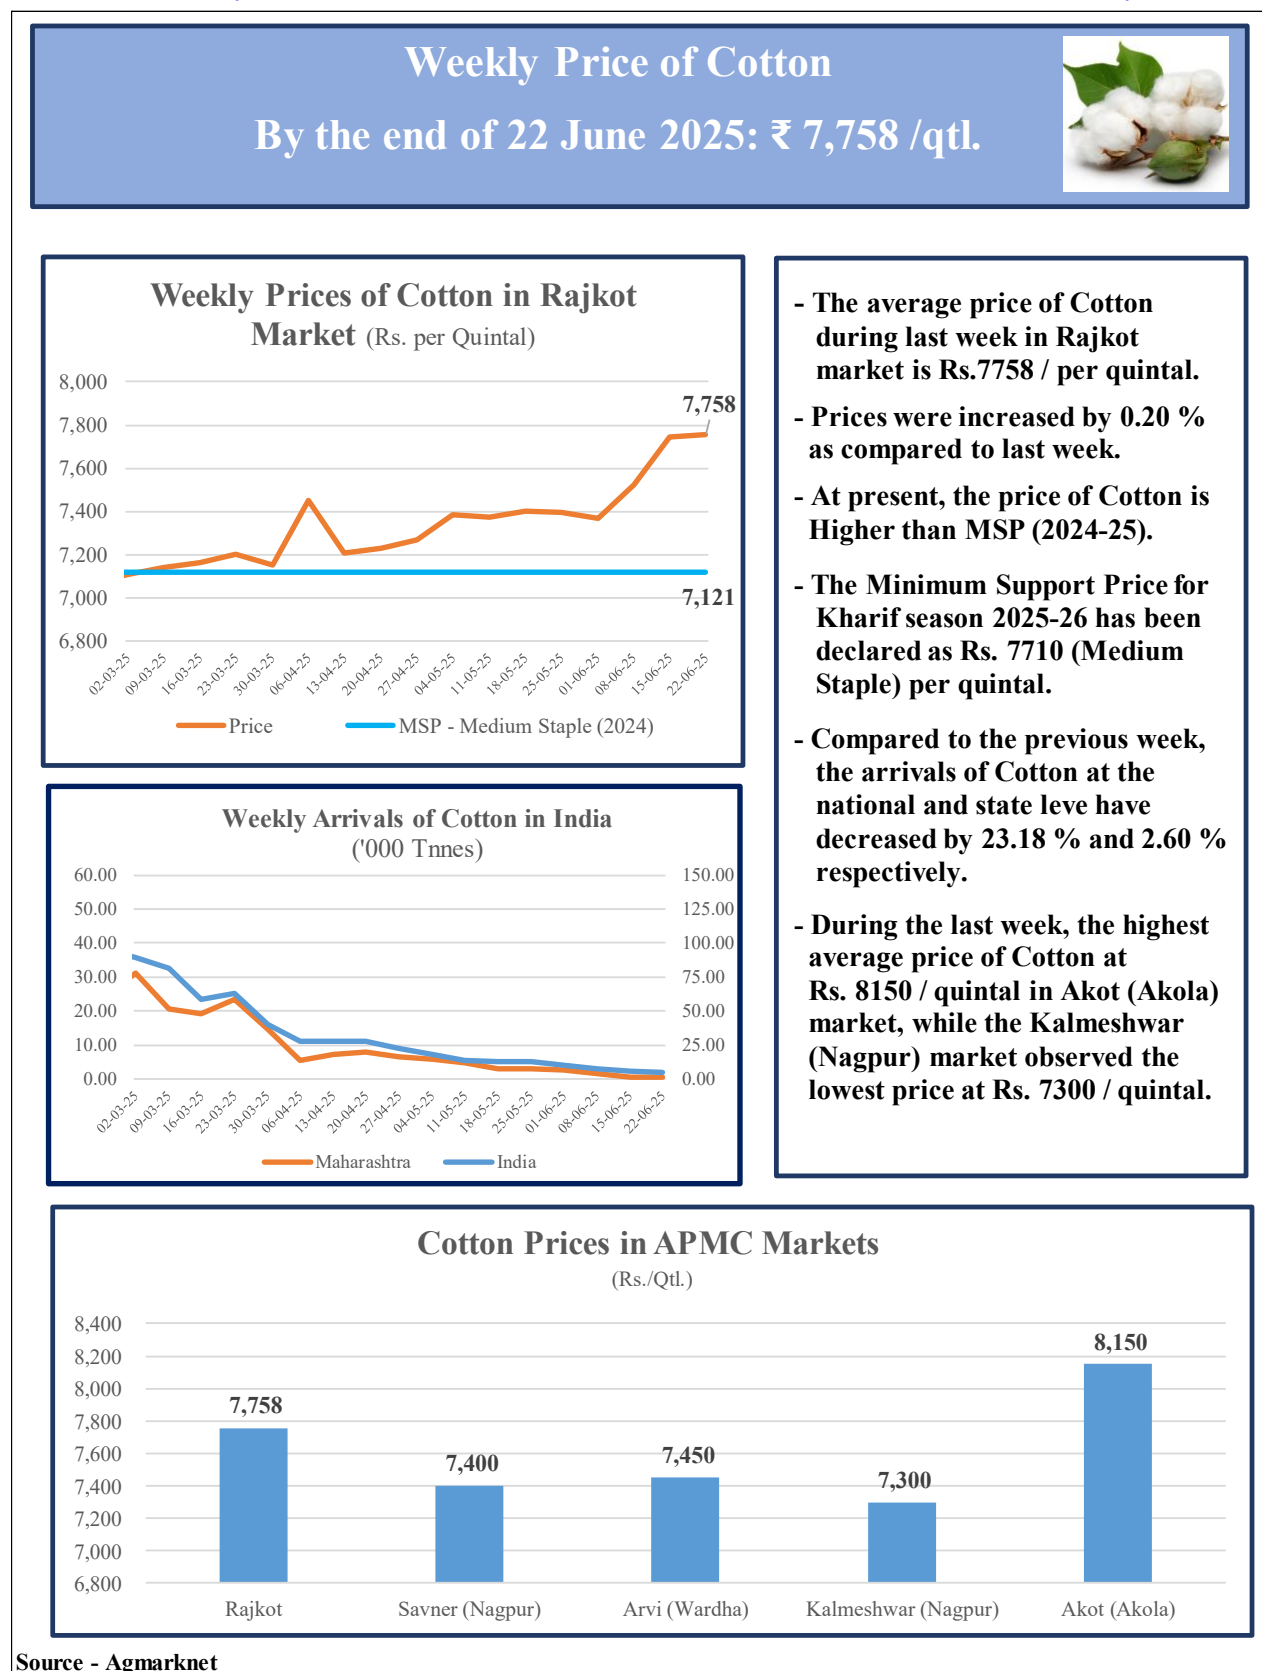 Weekly Price of Cotton
By the end of 22 June 2025: ₹ 7,758 /qtl.
Weekly Prices of Cotton in Rajkot
Market (Rs. per Quintal)
8,000
7,800
7,600
7,400
7,200
7,000
6,800
7,758
7,121
02-03-25
09-03-25
16-03-25
23-03-25
30-03-25
06-04-25
13-04-25
20-04-25
27-04-25
04-05-25
11-05-25
18-05-25
25-05-25
01-06-25
08-06-25
15-06-25
22-06-25
Price MSP - Medium Staple (2024)
Weekly Arrivals of Cotton in India
('000 Tnnes)
60.00 150.00
50.00 125.00
40.00 100.00
30.00 75.00
20.00 50.00
10.00 25.00
0.00 0.00
02-03-25
09-03-25
16-03-25
23-03-25
30-03-25
06-04-25
13-04-25
20-04-25
27-04-25
04-05-25
11-05-25
18-05-25
25-05-25
01-06-25
08-06-25
15-06-25
22-06-25
Maharashtra India
- The average price of Cotton
during last week in Rajkot
market is Rs.7758 / per quintal.
- Prices were increased by 0.20 %
as compared to last week.
- At present, the price of Cotton is
Higher than MSP (2024-25).
- The Minimum Support Price for
Kharif season 2025-26 has been
declared as Rs. 7710 (Medium
Staple) per quintal.
- Compared to the previous week,
the arrivals of Cotton at the
national and state leve have
decreased by 23.18 % and 2.60 %
respectively.
- During the last week, the highest
average price of Cotton at
Rs. 8150 / quintal in Akot (Akola)
market, while the Kalmeshwar
(Nagpur) market observed the
lowest price at Rs. 7300 / quintal.
Cotton Prices in APMC Markets
(Rs./Qtl.)
8,400
8,200
8,000
7,800
7,600
7,400
7,200
7,000
6,800
7,758
7,400
7,450
7,300
8,150
Rajkot Savner (Nagpur) Arvi (Wardha) Kalmeshwar (Nagpur) Akot (Akola)
Source - Agmarknet